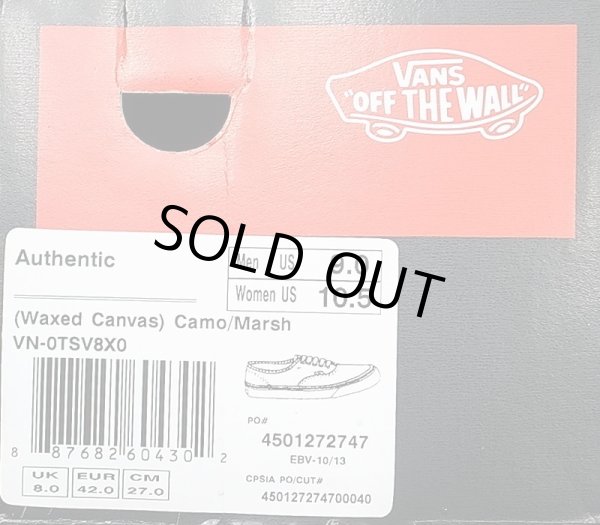 VANS
"OFF THE WALL"
SOLD OUT
Authentic
Men US 9.0
Women US 10.5
(Waxed Canvas) Camo/Marsh
VN-0TSV8X0
PO#
4501272747
EBV-10/13
8 87682 60430 2
CPSIA PO/CUT#
450127274700040
UK EUR CM
8.0 42.0 27.0